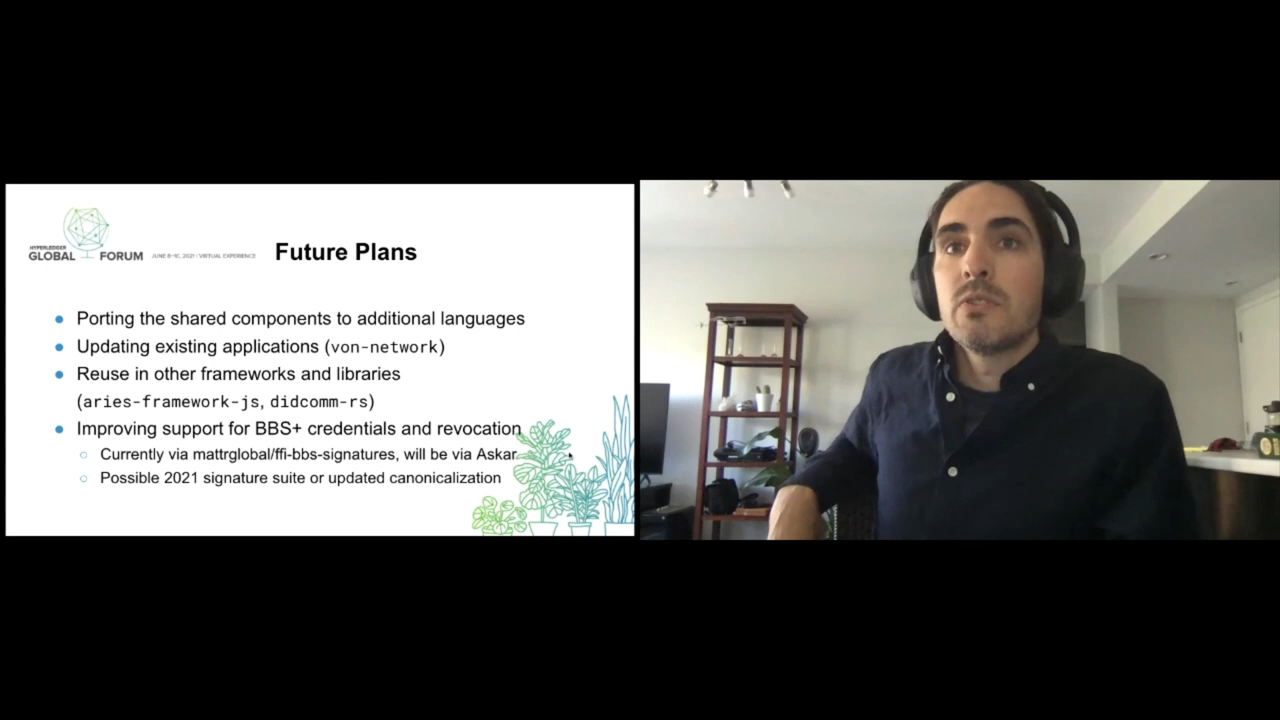 HYPERLEDGER
GLOBAL FORUM JUNE 8-10, 2021 | VIRTUAL EXPERIENCE
Future Plans
● Porting the shared components to additional languages
● Updating existing applications (von-network)
● Reuse in other frameworks and libraries
(aries-framework-js, didcomm-rs)
● Improving support for BBS+ credentials and revocation
○ Currently via mattrglobal/ffi-bbs-signatures, will be via Askar
○ Possible 2021 signature suite or updated canonicalization